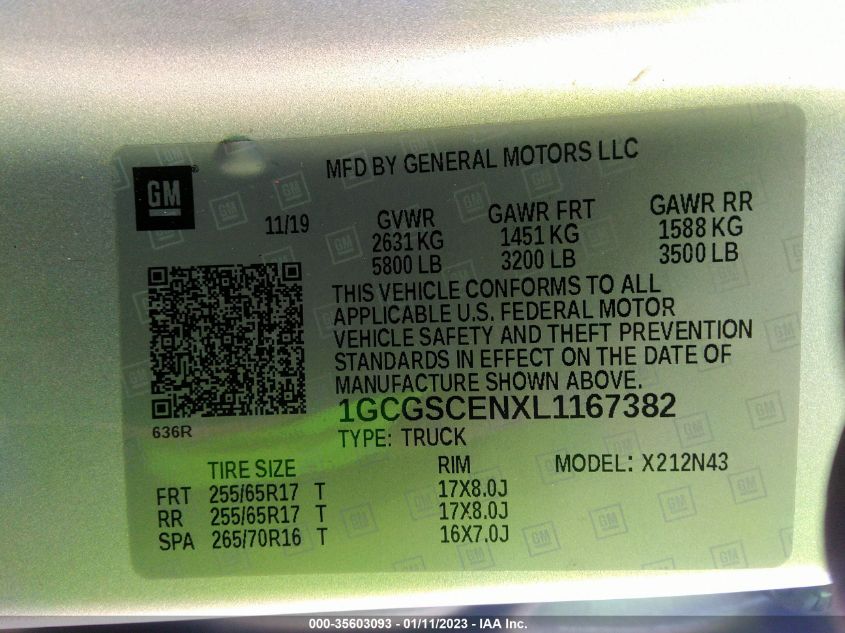 MFD BY GENERAL MOTORS LLC
GM
11/19
GVWR GAWR FRT GAWR RR
2631 KG 1451 KG 1588 KG
5800 LB 3200 LB 3500 LB
THIS VEHICLE CONFORMS TO ALL
APPLICABLE U.S. FEDERAL MOTOR
VEHICLE SAFETY AND THEFT PREVENTION
STANDARDS IN EFFECT ON THE DATE OF
MANUFACTURE SHOWN ABOVE.
1GCGSCENXL1167382
636R
TYPE: TRUCK
TIRE SIZE RIM MODEL: X212N43
FRT 255/65R17 T 17X8.0J
RR 255/65R17 T 17X8.0J
SPA 265/70R16 T 16X7.0J
000-35603093 - 01/11/2023 - IAA Inc.